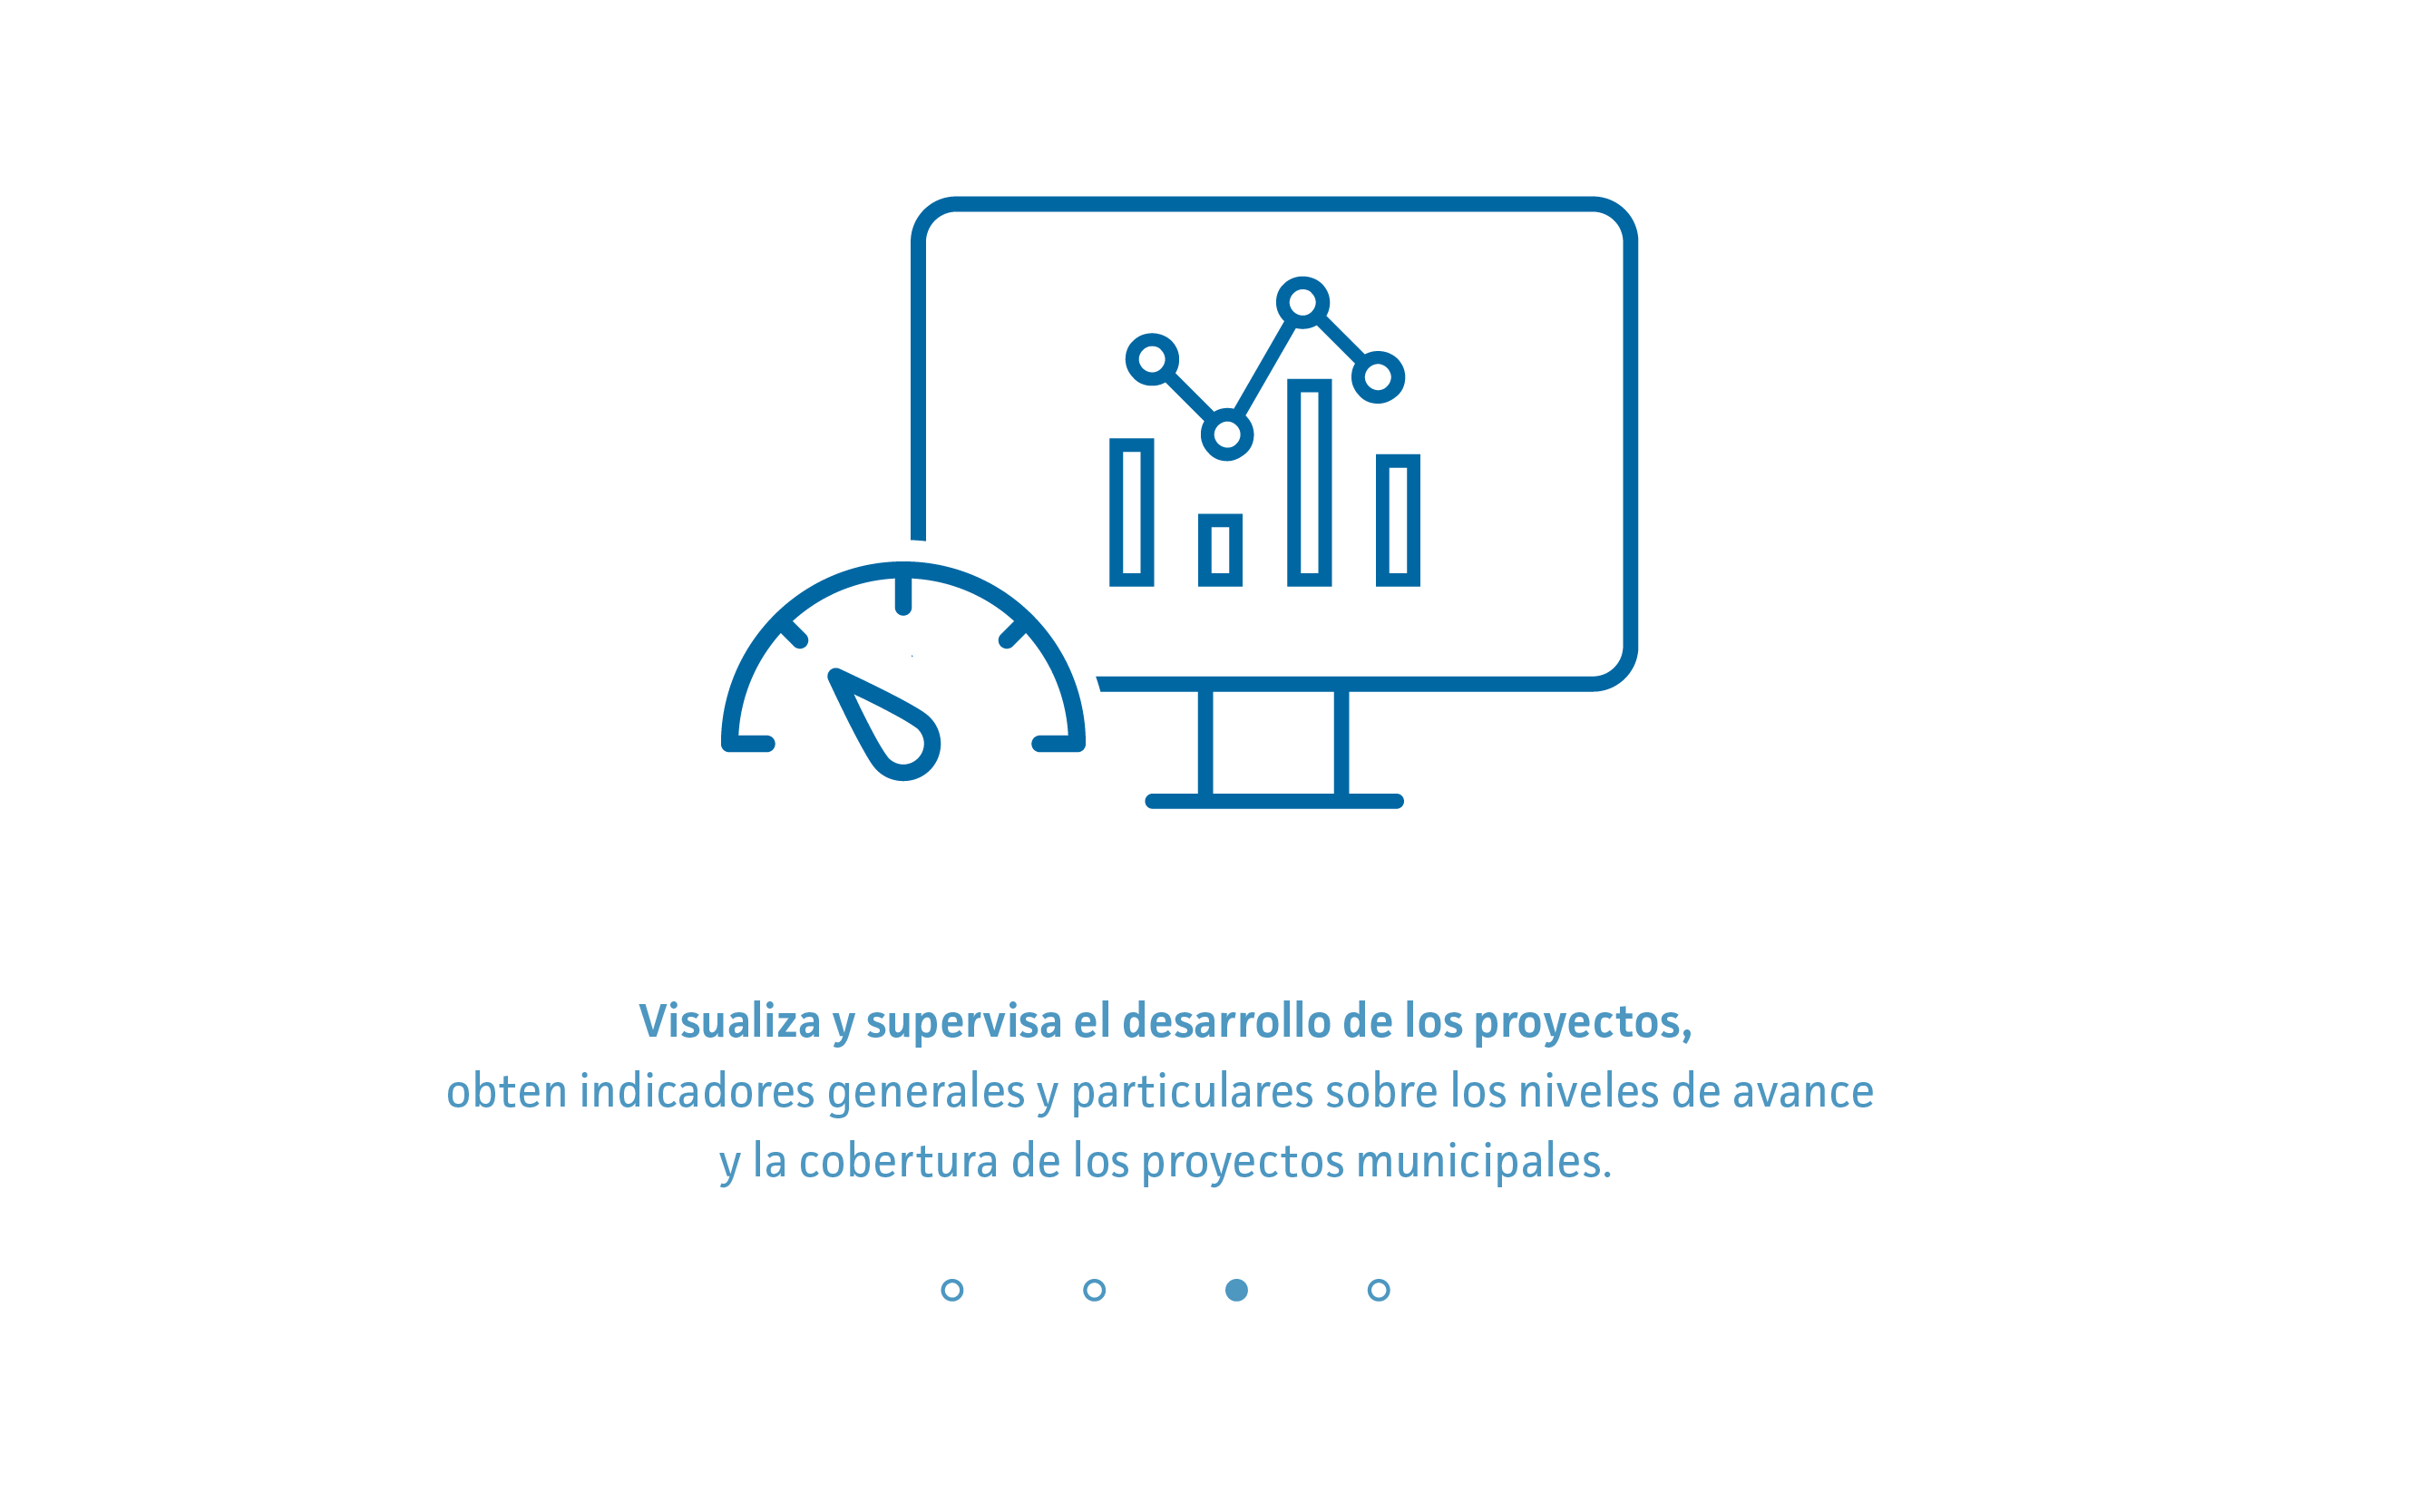 Visualiza y supervisa el desarrollo de los proyectos,
obten indicadores generales y particulares sobre los niveles de avance
y la cobertura de los proyectos municipales.